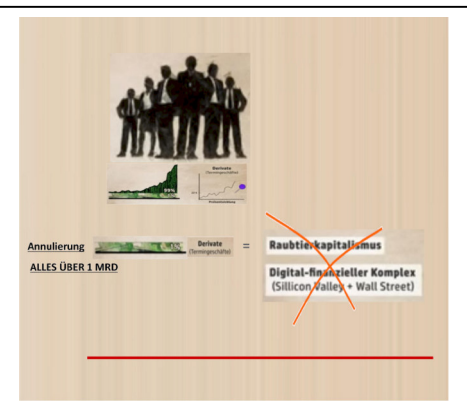 Derivate
(Termingeschäfte)
99%
Annulierung
Derivate
(Termingeschäfte)
=
Raubtierkapitalismus
ALLES ÜBER 1 MRD
Digital-finanzieller Komplex
(Sillicon Valley + Wall Street)